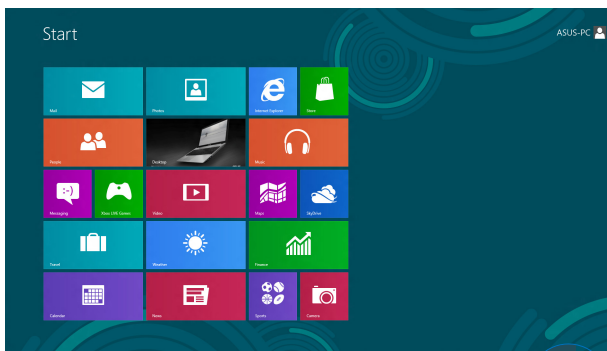 Start
ASUS-PC
Mail
Photos
Internet Explorer
Store
People
Desktop
Music
Messaging
Xbox LIVE Games
Video
Maps
SkyDrive
Travel
Weather
Finance
Calendar
News
Sports
Camera